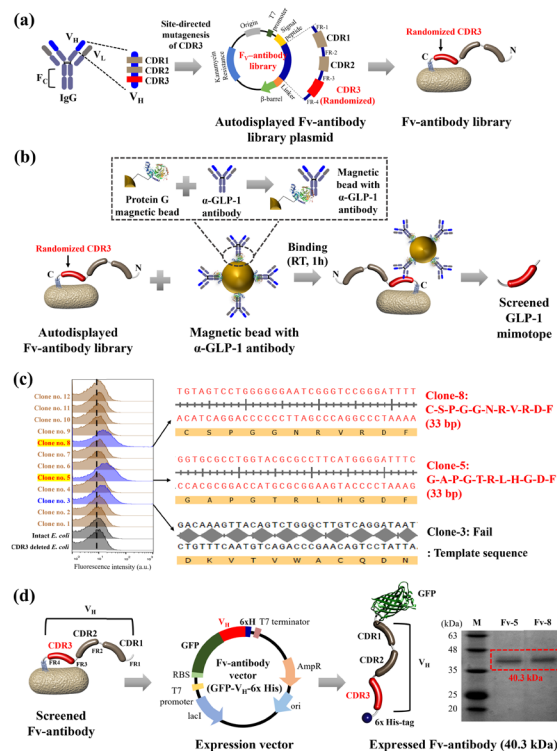 (a)
V_H
V_L
F_C
IgG
CDR1
CDR2
CDR3
V_H
Site-directed
mutagenesis
of CDR3
Origin
T7
promoter
Signal
peptide
Kanamycin
Resistance
F_V-antibody
library
β-barrel
Linker
FR-1
CDR1
FR-2
CDR2
FR-3
CDR3
(Randomized)
FR-4
Autodisplayed Fv-antibody
library plasmid
Randomized CDR3
C
N
Fv-antibody library
(b)
Protein G
magnetic bead
α-GLP-1
antibody
Magnetic
bead with
α-GLP-1
antibody
Randomized CDR3
C
N
Autodisplayed
Fv-antibody library
Magnetic bead with
α-GLP-1 antibody
Binding
(RT, 1h)
N
C
Screened
GLP-1
mimotope
(c)
Clone no. 12
Clone no. 11
Clone no. 10
Clone no. 9
Clone no. 8
Clone no. 7
Clone no. 6
Clone no. 5
Clone no. 4
Clone no. 3
Clone no. 2
Clone no. 1
Intact E. coli
CDR3 deleted E. coli
Fluorescence intensity (a.u.)
TGTAGTCCTGGGGGGAATCGGGTCCGGGATTTT
ACATCAGGACCCCCCTTAGCCCAGGCCCTAAAA
C S P G G N R V R D F
Clone-8:
C-S-P-G-G-N-R-V-R-D-F
(33 bp)
GGTGCGCCTGGTACGCGCCTTCATGGGGATTTC
CCACGCGGACCATGCGCGGAAGTACCCCTAAAG
G A P G T R L H G D F
Clone-5:
G-A-P-G-T-R-L-H-G-D-F
(33 bp)
GACAAAGTTACAGTCTGGGCTTGTCAGGATAAT
CTGTTTCAATGTCAGACCCGAACAGTCCTATTA
D K V T V W A C Q D N
Clone-3: Fail
: Template sequence
(d)
V_H
CDR3
CDR2
CDR1
FR4
FR3
FR2
FR1
Screened
Fv-antibody
V_H
6xH
T7 terminator
GFP
AmpR
RBS
T7
promoter
lacI
ori
Fv-antibody
vector
(GFP-V_H-6x His)
Expression vector
GFP
CDR1
CDR2
CDR3
V_H
6x His-tag
(kDa)
M
Fv-5
Fv-8
63
48
35
25
20
40.3 kDa
Expressed Fv-antibody (40.3 kDa)